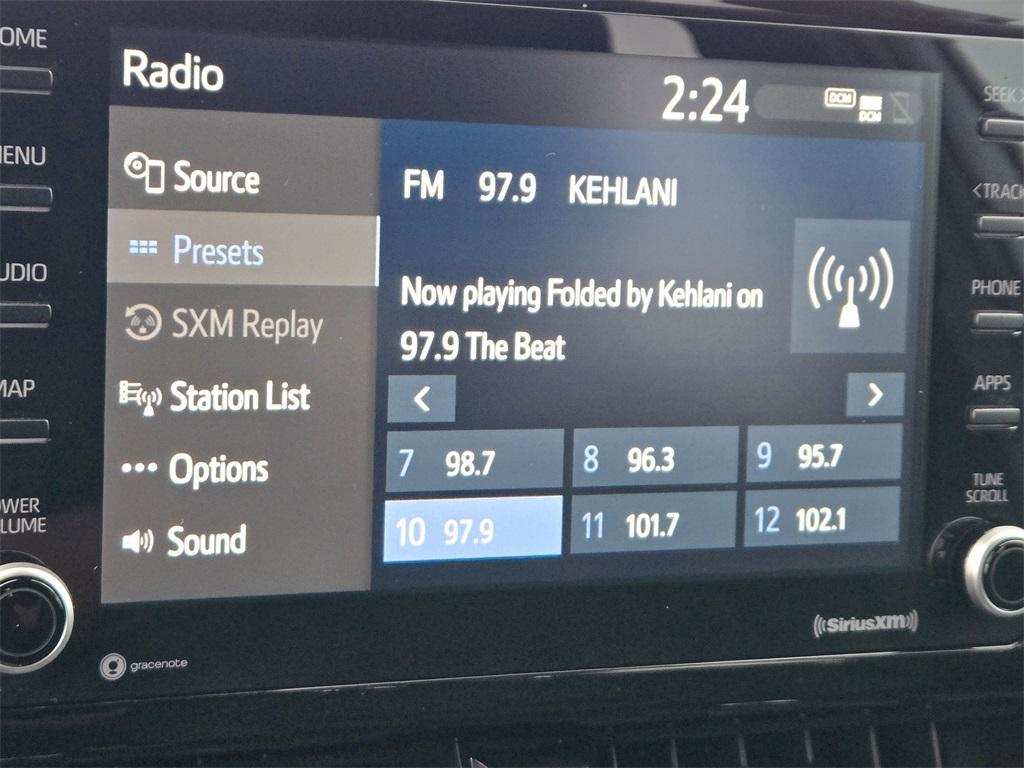 Radio
2:24
DCM
DCM
Source
Presets
SXM Replay
Station List
Options
Sound
FM 97.9 KEHLANI
Now playing Folded by Kehlani on
97.9 The Beat
<
>
7 98.7
8 96.3
9 95.7
10 97.9
11 101.7
12 102.1
OME
ENU
UDIO
MAP
OWER
LUME
SEEK >
<TRACK
PHONE
APPS
TUNE
SCROLL
gracenote
((SiriusXM))